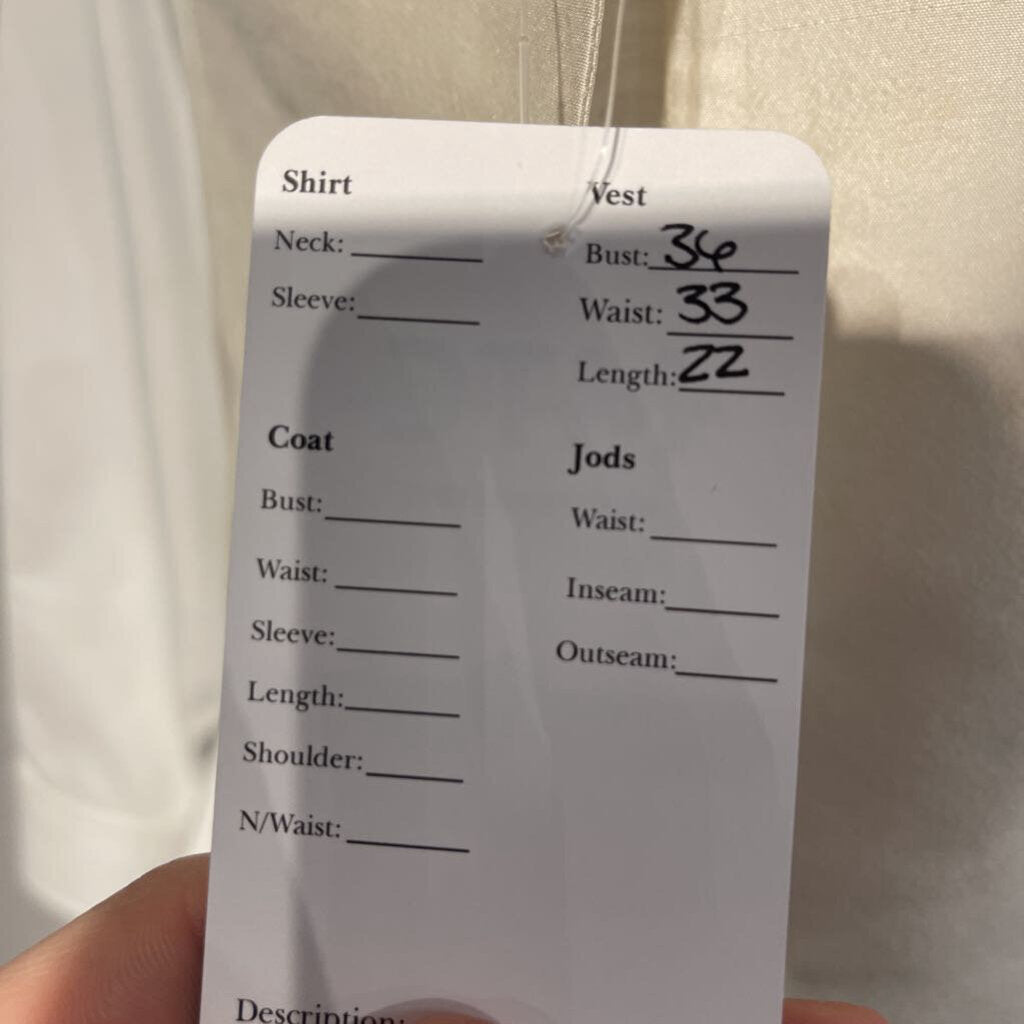 Shirt
Neck:
Sleeve:
Vest
Bust: 36
Waist: 33
Length: 22
Coat
Bust:
Waist:
Sleeve:
Length:
Shoulder:
N/Waist:
Jods
Waist:
Inseam:
Outseam:
Description: